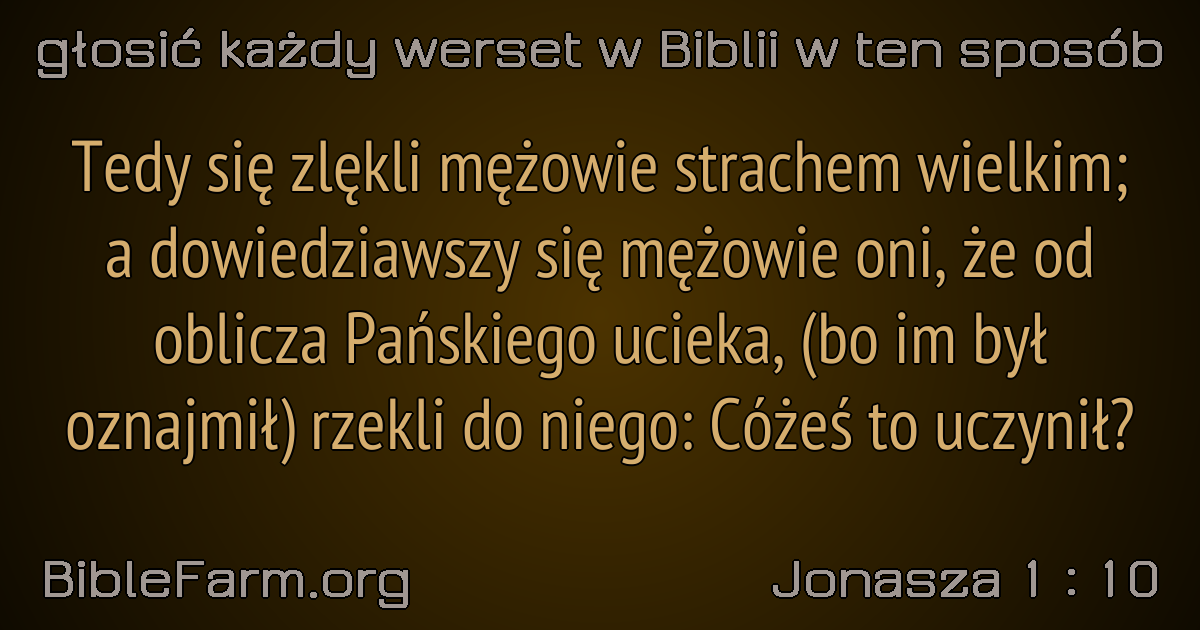 głosić każdy werset w Biblii w ten sposób
Tedy się zlękli mężowie strachem wielkim;
a dowiedziawszy się mężowie oni, że od
oblicza Pańskiego ucieka, (bo im był
oznajmił) rzekli do niego: Cóżeś to uczynił?
BibleFarm.org
Jonasza 1 : 10